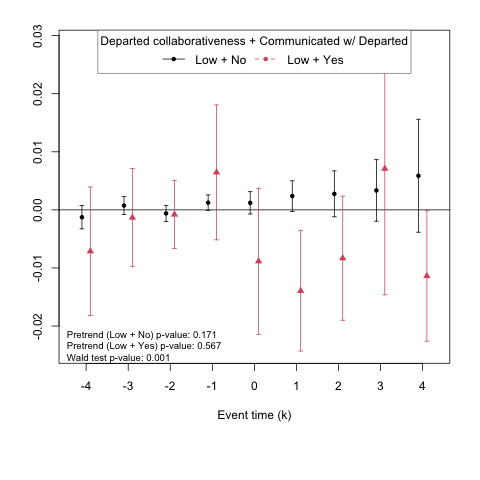 Departed collaborativeness + Communicated w/ Departed
Low + No Low + Yes
0.03
0.02
0.01
0.00
-0.01
-0.02
Pretrend (Low + No) p-value: 0.171
Pretrend (Low + Yes) p-value: 0.567
Wald test p-value: 0.001
-4 -3 -2 -1 0 1 2 3 4
Event time (k)